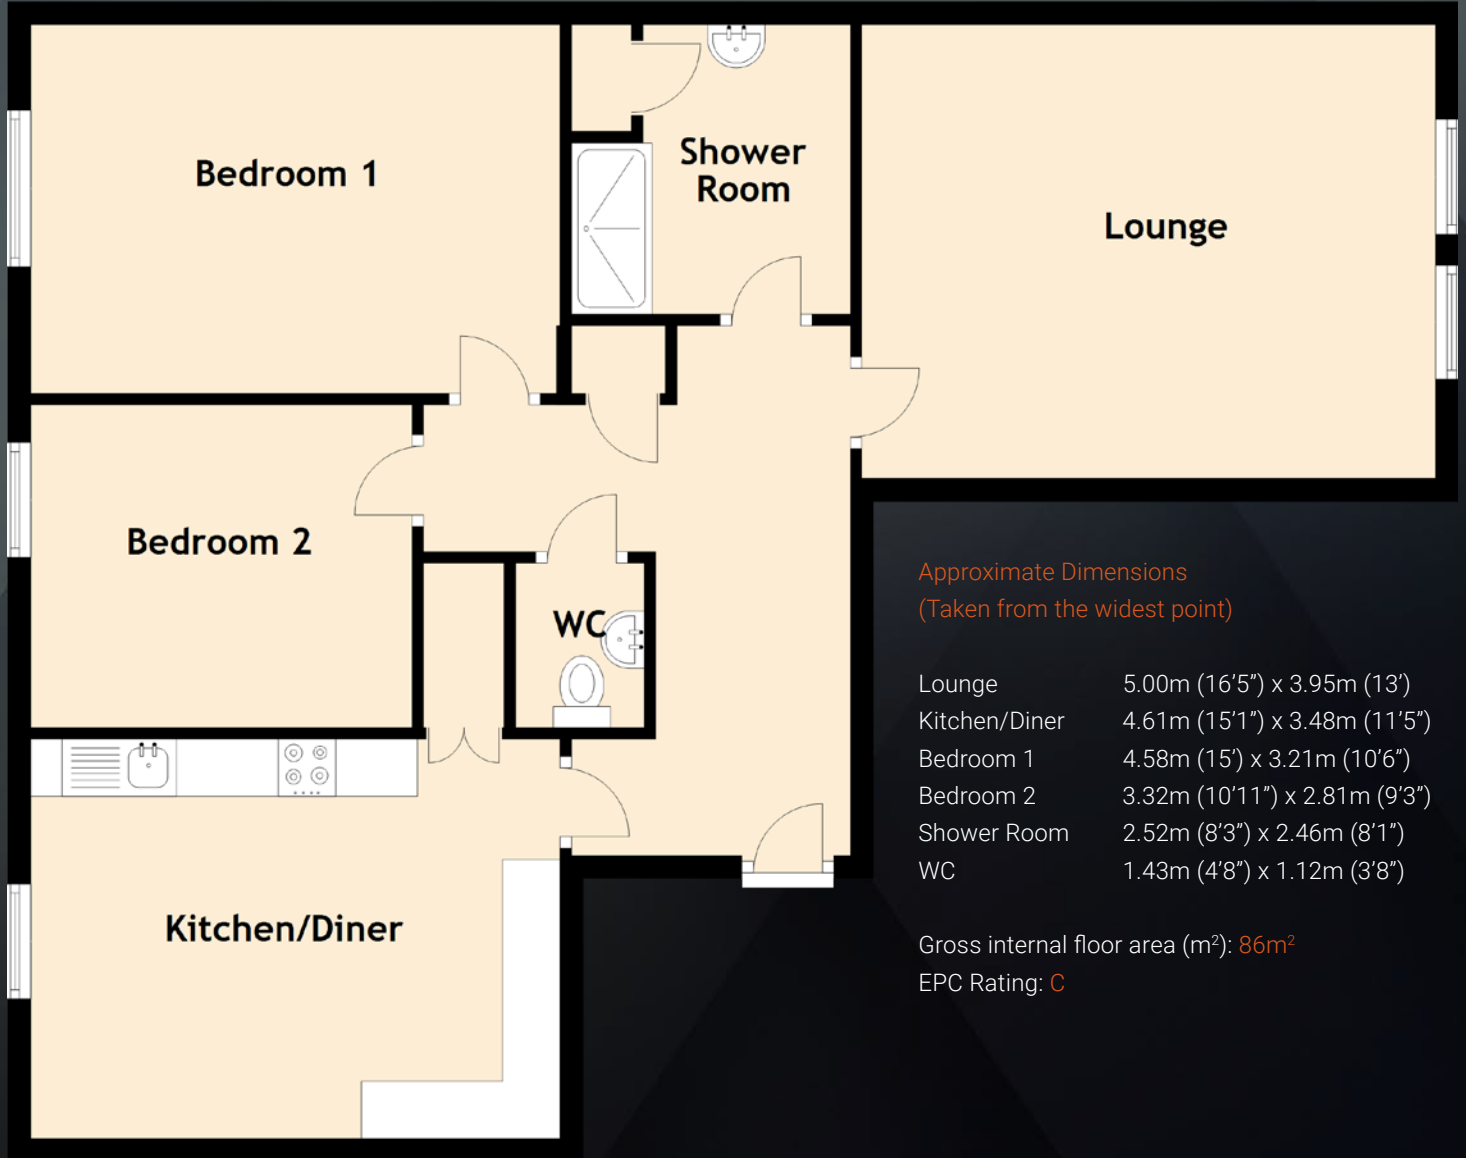 Bedroom 1
Shower
Room
Lounge
Bedroom 2
WC
Kitchen/Diner
Approximate Dimensions
(Taken from the widest point)
Lounge 5.00m (16’5”) x 3.95m (13’)
Kitchen/Diner 4.61m (15’1”) x 3.48m (11’5”)
Bedroom 1 4.58m (15’) x 3.21m (10’6”)
Bedroom 2 3.32m (10’11”) x 2.81m (9’3”)
Shower Room 2.52m (8’3”) x 2.46m (8’1”)
WC 1.43m (4’8”) x 1.12m (3’8”)
Gross internal floor area (m²): 86m²
EPC Rating: C